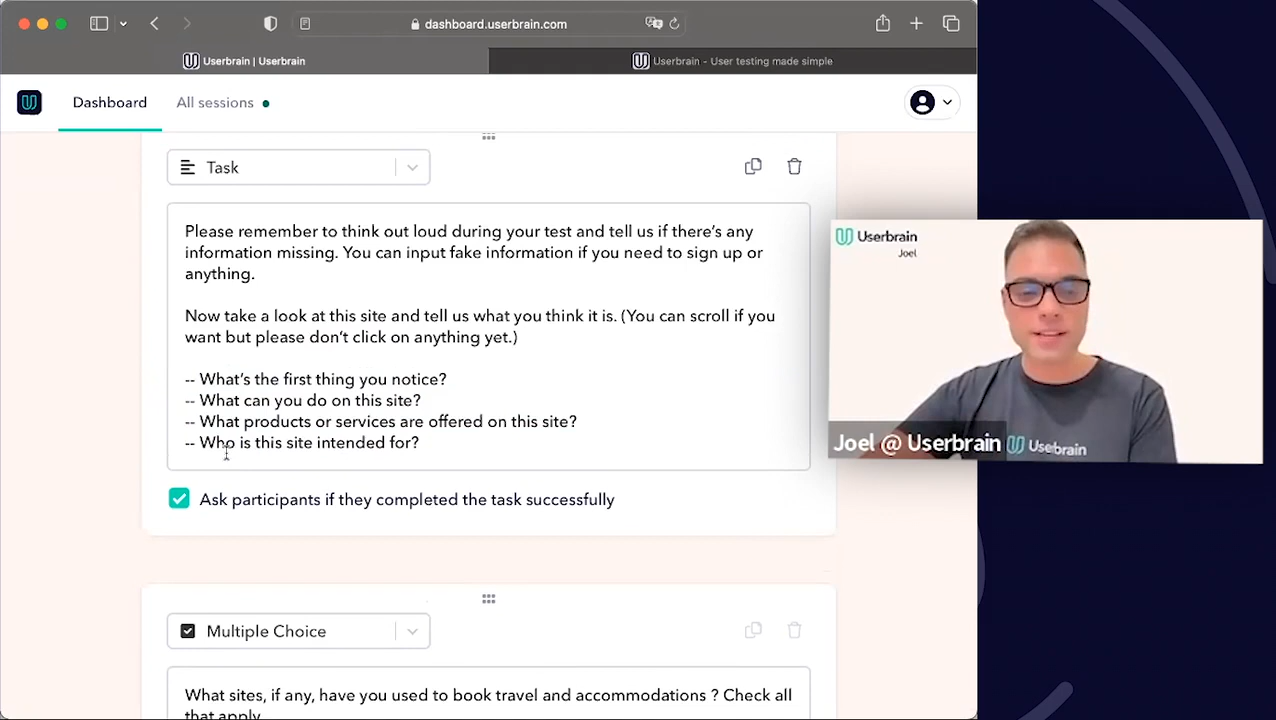 dashboard.userbrain.com
Userbrain | Userbrain
Userbrain - User testing made simple
Dashboard
All sessions
Task
Please remember to think out loud during your test and tell us if there's any
information missing. You can input fake information if you need to sign up or
anything.
Now take a look at this site and tell us what you think it is. (You can scroll if you
want but please don't click on anything yet.)
-- What's the first thing you notice?
-- What can you do on this site?
-- What products or services are offered on this site?
-- Who is this site intended for?
Ask participants if they completed the task successfully
Multiple Choice
What sites, if any, have you used to book travel and accommodations ? Check all
that apply
Userbrain
Joel
Joel @ Userbrain
Userbrain